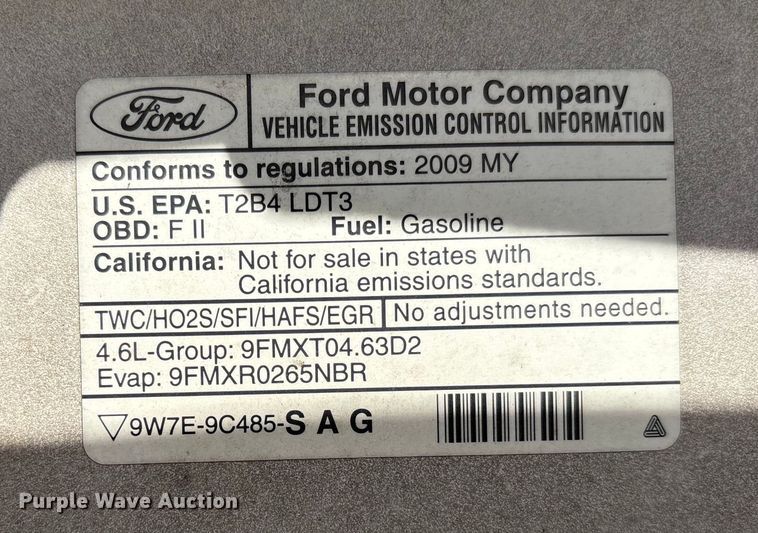 Ford
Ford Motor Company
VEHICLE EMISSION CONTROL INFORMATION
Conforms to regulations: 2009 MY
U.S. EPA: T2B4 LDT3
OBD: F II Fuel: Gasoline
California: Not for sale in states with
California emissions standards.
TWC/HO2S/SFI/HAFS/EGR No adjustments needed.
4.6L-Group: 9FMXT04.63D2
Evap: 9FMXR0265NBR
9W7E-9C485-SAG
Purple Wave Auction